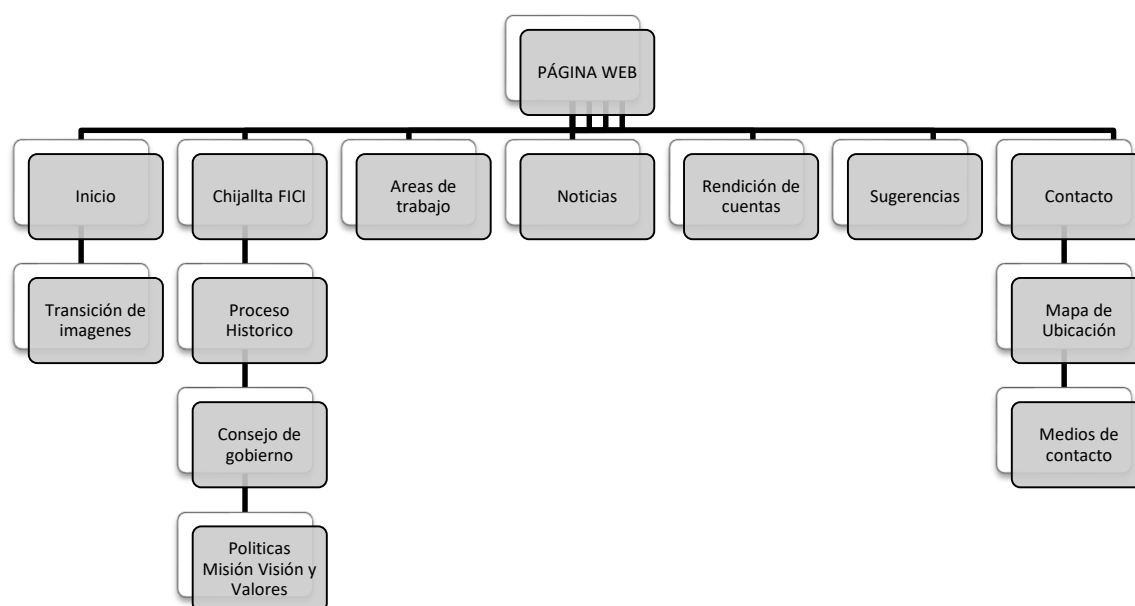 PÁGINA WEB
Inicio
Chijallta FICI
Areas de
trabajo
Noticias
Rendición de
cuentas
Sugerencias
Contacto
Transición de
imagenes
Proceso
Historico
Mapa de
Ubicación
Consejo de
gobierno
Medios de
contacto
Politicas
Misión Visión y
Valores